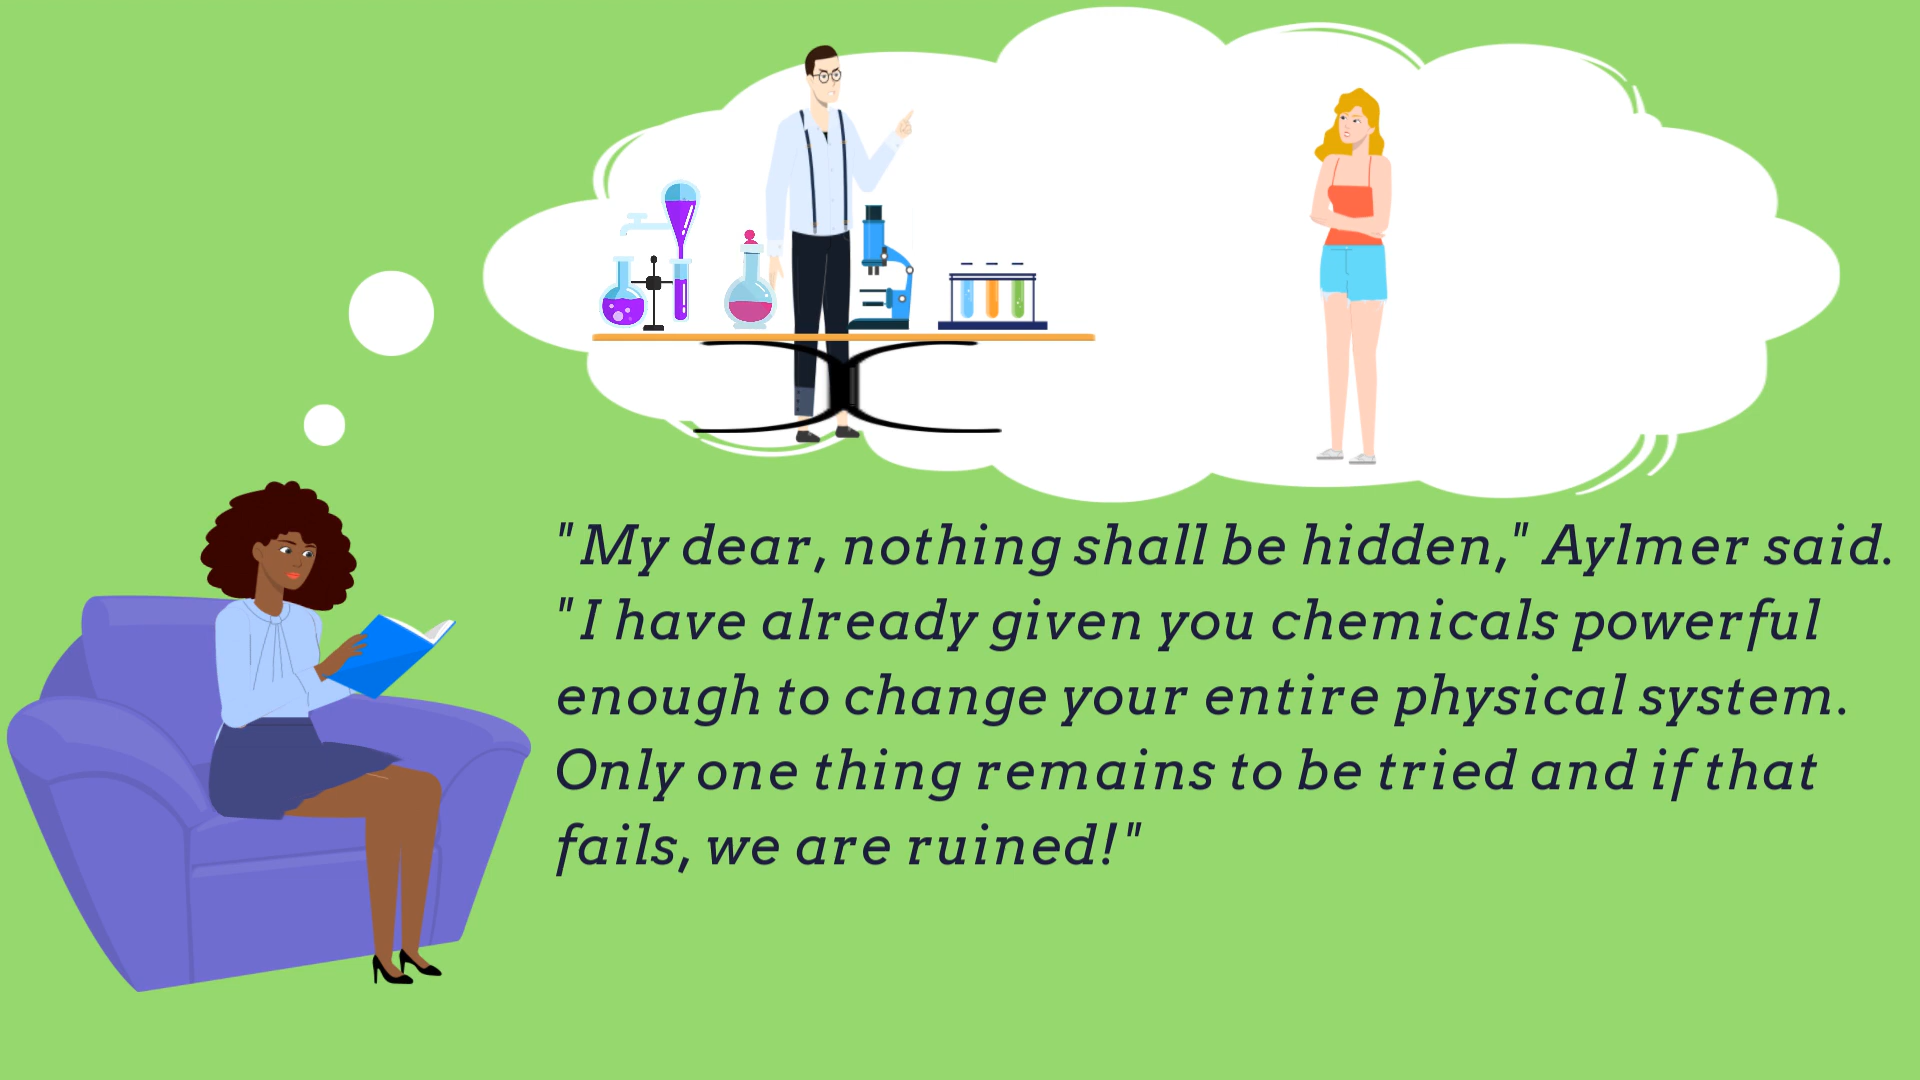 "My dear, nothing shall be hidden," Aylmer said.
"I have already given you chemicals powerful
enough to change your entire physical system.
Only one thing remains to be tried and if that
fails, we are ruined!"